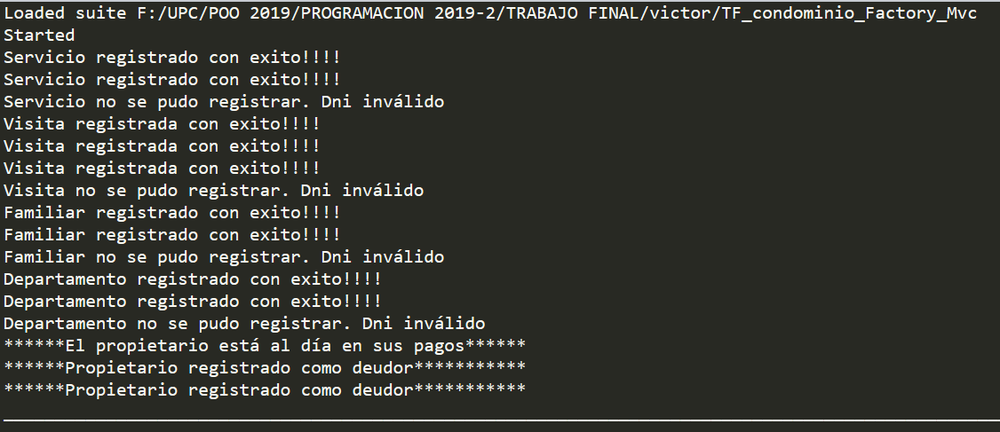 Loaded suite F:/UPC/POO 2019/PROGRAMACION 2019-2/TRABAJO FINAL/victor/TF_condominio_Factory_Mvc
Started
Servicio registrado con exito!!!!
Servicio registrado con exito!!!!
Servicio no se pudo registrar. Dni inválido
Visita registrada con exito!!!!
Visita registrada con exito!!!!
Visita registrada con exito!!!!
Visita no se pudo registrar. Dni inválido
Familiar registrado con exito!!!!
Familiar registrado con exito!!!!
Familiar no se pudo registrar. Dni inválido
Departamento registrado con exito!!!!
Departamento registrado con exito!!!!
Departamento no se pudo registrar. Dni inválido
******El propietario está al día en sus pagos******
******Propietario registrado como deudor***********
******Propietario registrado como deudor***********